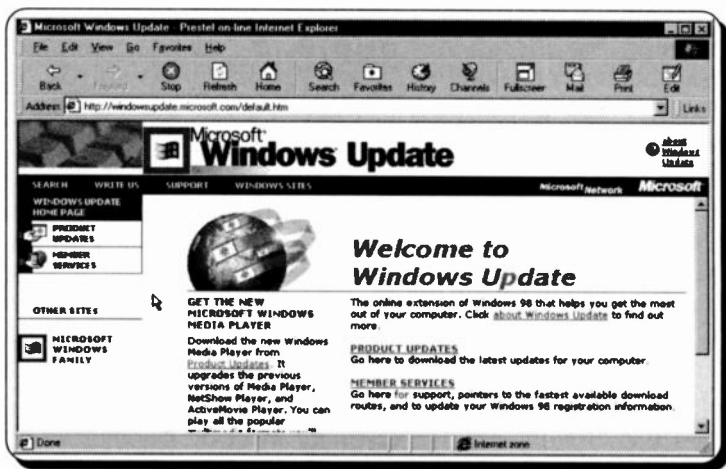 Microsoft Windows Update - Prestel on-line Internet Explorer
File Edit View Go Favorites Help
Back Forward Stop Refresh Home Search Favorites History Channels Fullscreen Mail Print Edit
Address http://windowsupdate.microsoft.com/default.htm Links
Microsoft
Windows Update
about
Windows
Update
SEARCH WRITE US SUPPORT WINDOWS SITES Microsoft Network Microsoft
WINDOWS UPDATE
HOME PAGE
PRODUCT
UPDATES
MEMBER
SERVICES
OTHER SITES
MICROSOFT
WINDOWS
FAMILY
GET THE NEW
MICROSOFT WINDOWS
MEDIA PLAYER
Download the new Windows
Media Player from
Product Updates. It
upgrades the previous
versions of Media Player,
NetShow Player, and
ActiveMovie Player. You can
play all the popular
Welcome to
Windows Update
The online extension of Windows 98 that helps you get the most
out of your computer. Click about Windows Update to find out
more.
PRODUCT UPDATES
Go here to download the latest updates for your computer.
MEMBER SERVICES
Go here for support, pointers to the fastest available download
routes, and to update your Windows 98 registration information.
Done Internet zone